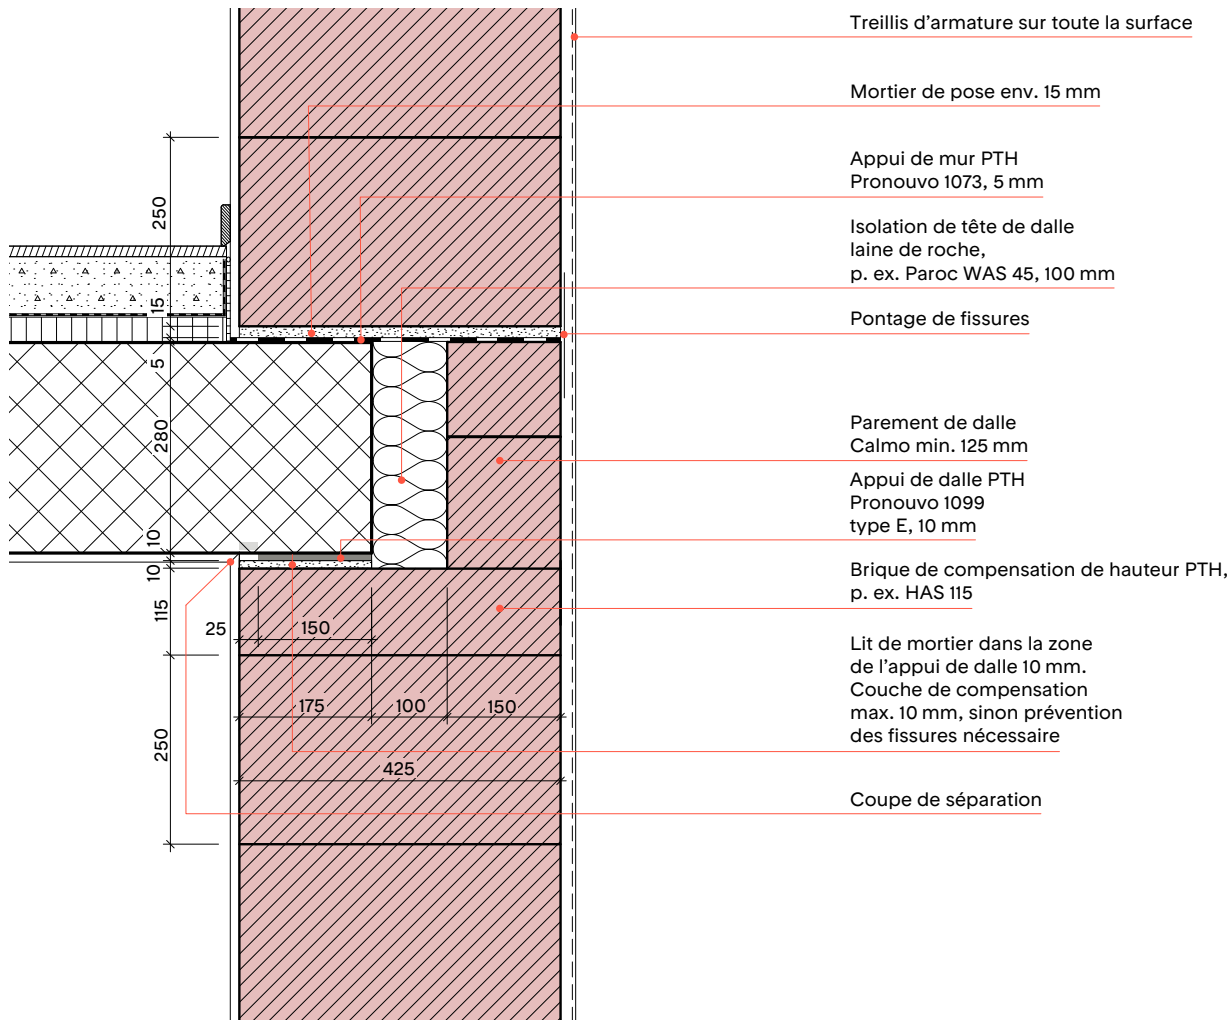 Treillis d’armature sur toute la surface
Mortier de pose env. 15 mm
Appui de mur PTH
Pronouvo 1073, 5 mm
Isolation de tête de dalle
laine de roche,
p. ex. Paroc WAS 45, 100 mm
Pontage de fissures
Parement de dalle
Calmo min. 125 mm
Appui de dalle PTH
Pronouvo 1099
type E, 10 mm
Brique de compensation de hauteur PTH,
p. ex. HAS 115
Lit de mortier dans la zone
de l’appui de dalle 10 mm.
Couche de compensation
max. 10 mm, sinon prévention
des fissures nécessaire
Coupe de séparation
250
15
5
280
10
10
115
250
25
150
175
100
150
425